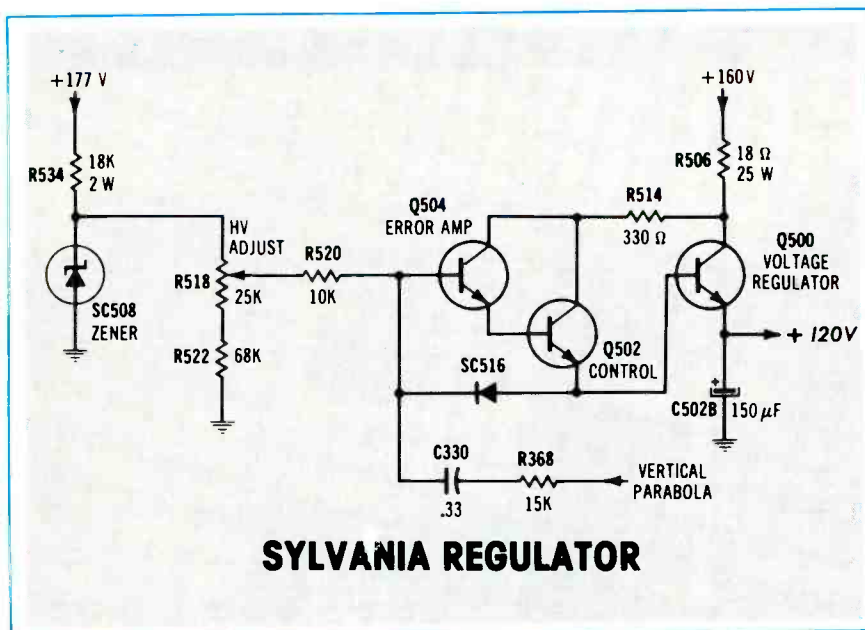 +177 V
R534
18K
2 W
SC508
ZENER
HV
ADJUST
R518
25K
R522
68K
R520
10K
Q504
ERROR AMP
Q502
CONTROL
SC516
C330
.33
R368
15K
VERTICAL
PARABOLA
+160V
R506
18 Ω
25 W
R514
330 Ω
Q500
VOLTAGE
REGULATOR
+ 120V
+
C502B
150 µF
SYLVANIA REGULATOR